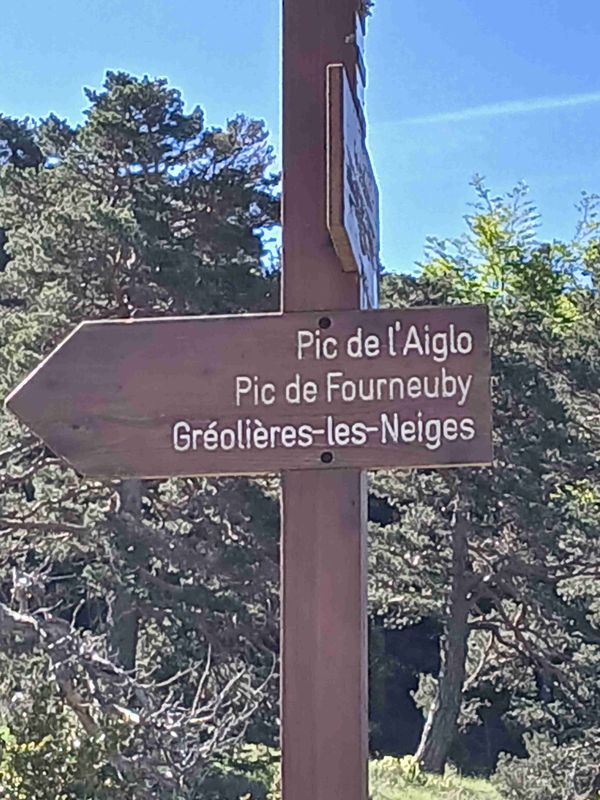 Pic de l'Aiglo
Pic de Fourneuby
Gréolières-les-Neiges